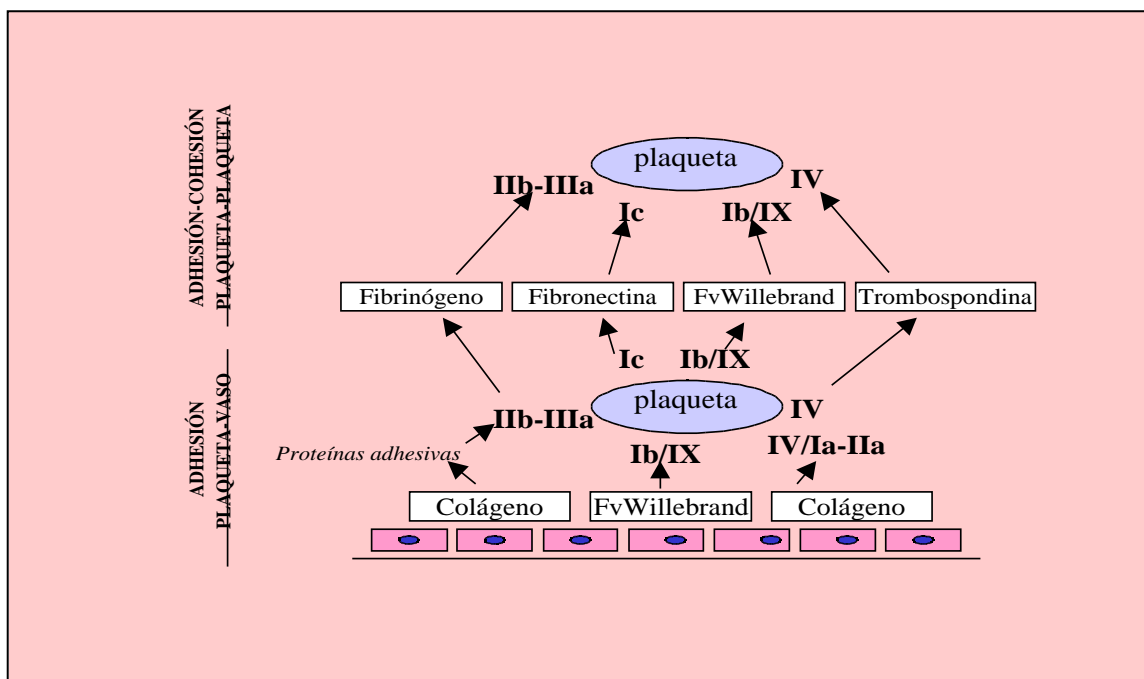 ADHESIÓN-COHESIÓN
PLAQUETA-PLAQUETA
plaqueta
IIb-IIIa
IV
Ic
Ib/IX
Fibrinógeno
Fibronectina
FvWillebrand
Trombospondina
ADHESIÓN
PLAQUETA-VASO
Ic
Ib/IX
plaqueta
IIb-IIIa
IV
Proteínas adhesivas
Ib/IX
IV/Ia-IIa
Colágeno
FvWillebrand
Colágeno